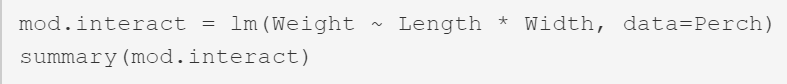 mod.interact = lm(Weight ~ Length * Width, data=Perch)
summary(mod.interact)